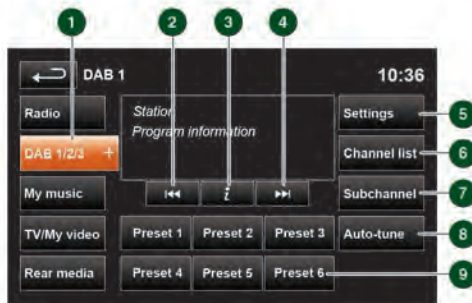 1 2 3 4
DAB 1 10:36
Radio Station Settings 5
Program information
DAB 1/2/3 + Channel list 6
My music i Subchannel 7
TV/My video Preset 1 Preset 2 Preset 3 Auto-tune 8
Rear media Preset 4 Preset 5 Preset 6 9